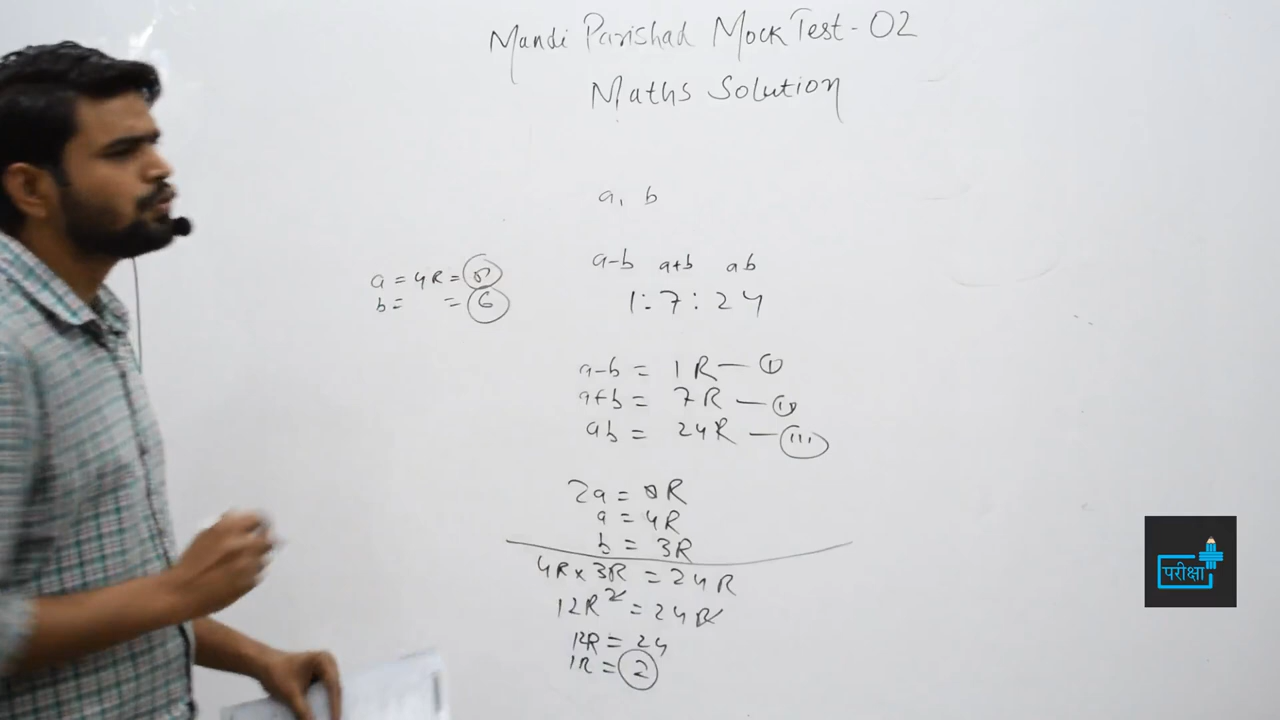 Mandi Parishad Mock Test - 02
Maths Solution
a, b
a-b a+b ab
1 : 7 : 24
a = 4R = 8
b = = 6
a-b = 1R — (i)
a+b = 7R — (ii)
ab = 24R — (iii)
2a = 8R
a = 4R
b = 3R
4R x 3R = 24R
12R² = 24R
12R = 24
1R = 2
परीक्षा